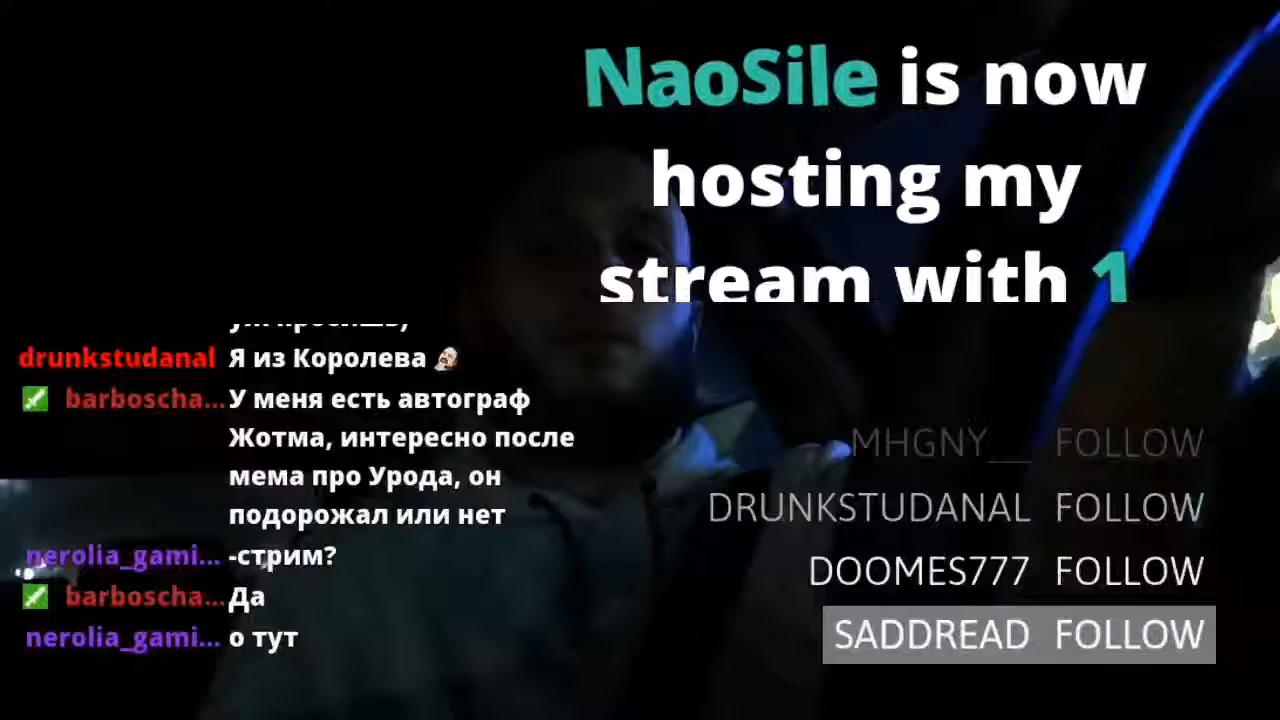 NaoSile is now
hosting my
stream with 1
drunkstudanal Я из Королева
barboscha... У меня есть автограф
Жотма, интересно после
мема про Урода, он
подорожал или нет
nerolia_gami... -стрим?
barboscha... Да
nerolia_gami... о тут
MHGNY__ FOLLOW
DRUNKSTUDANAL FOLLOW
DOOMES777 FOLLOW
SADDREAD FOLLOW